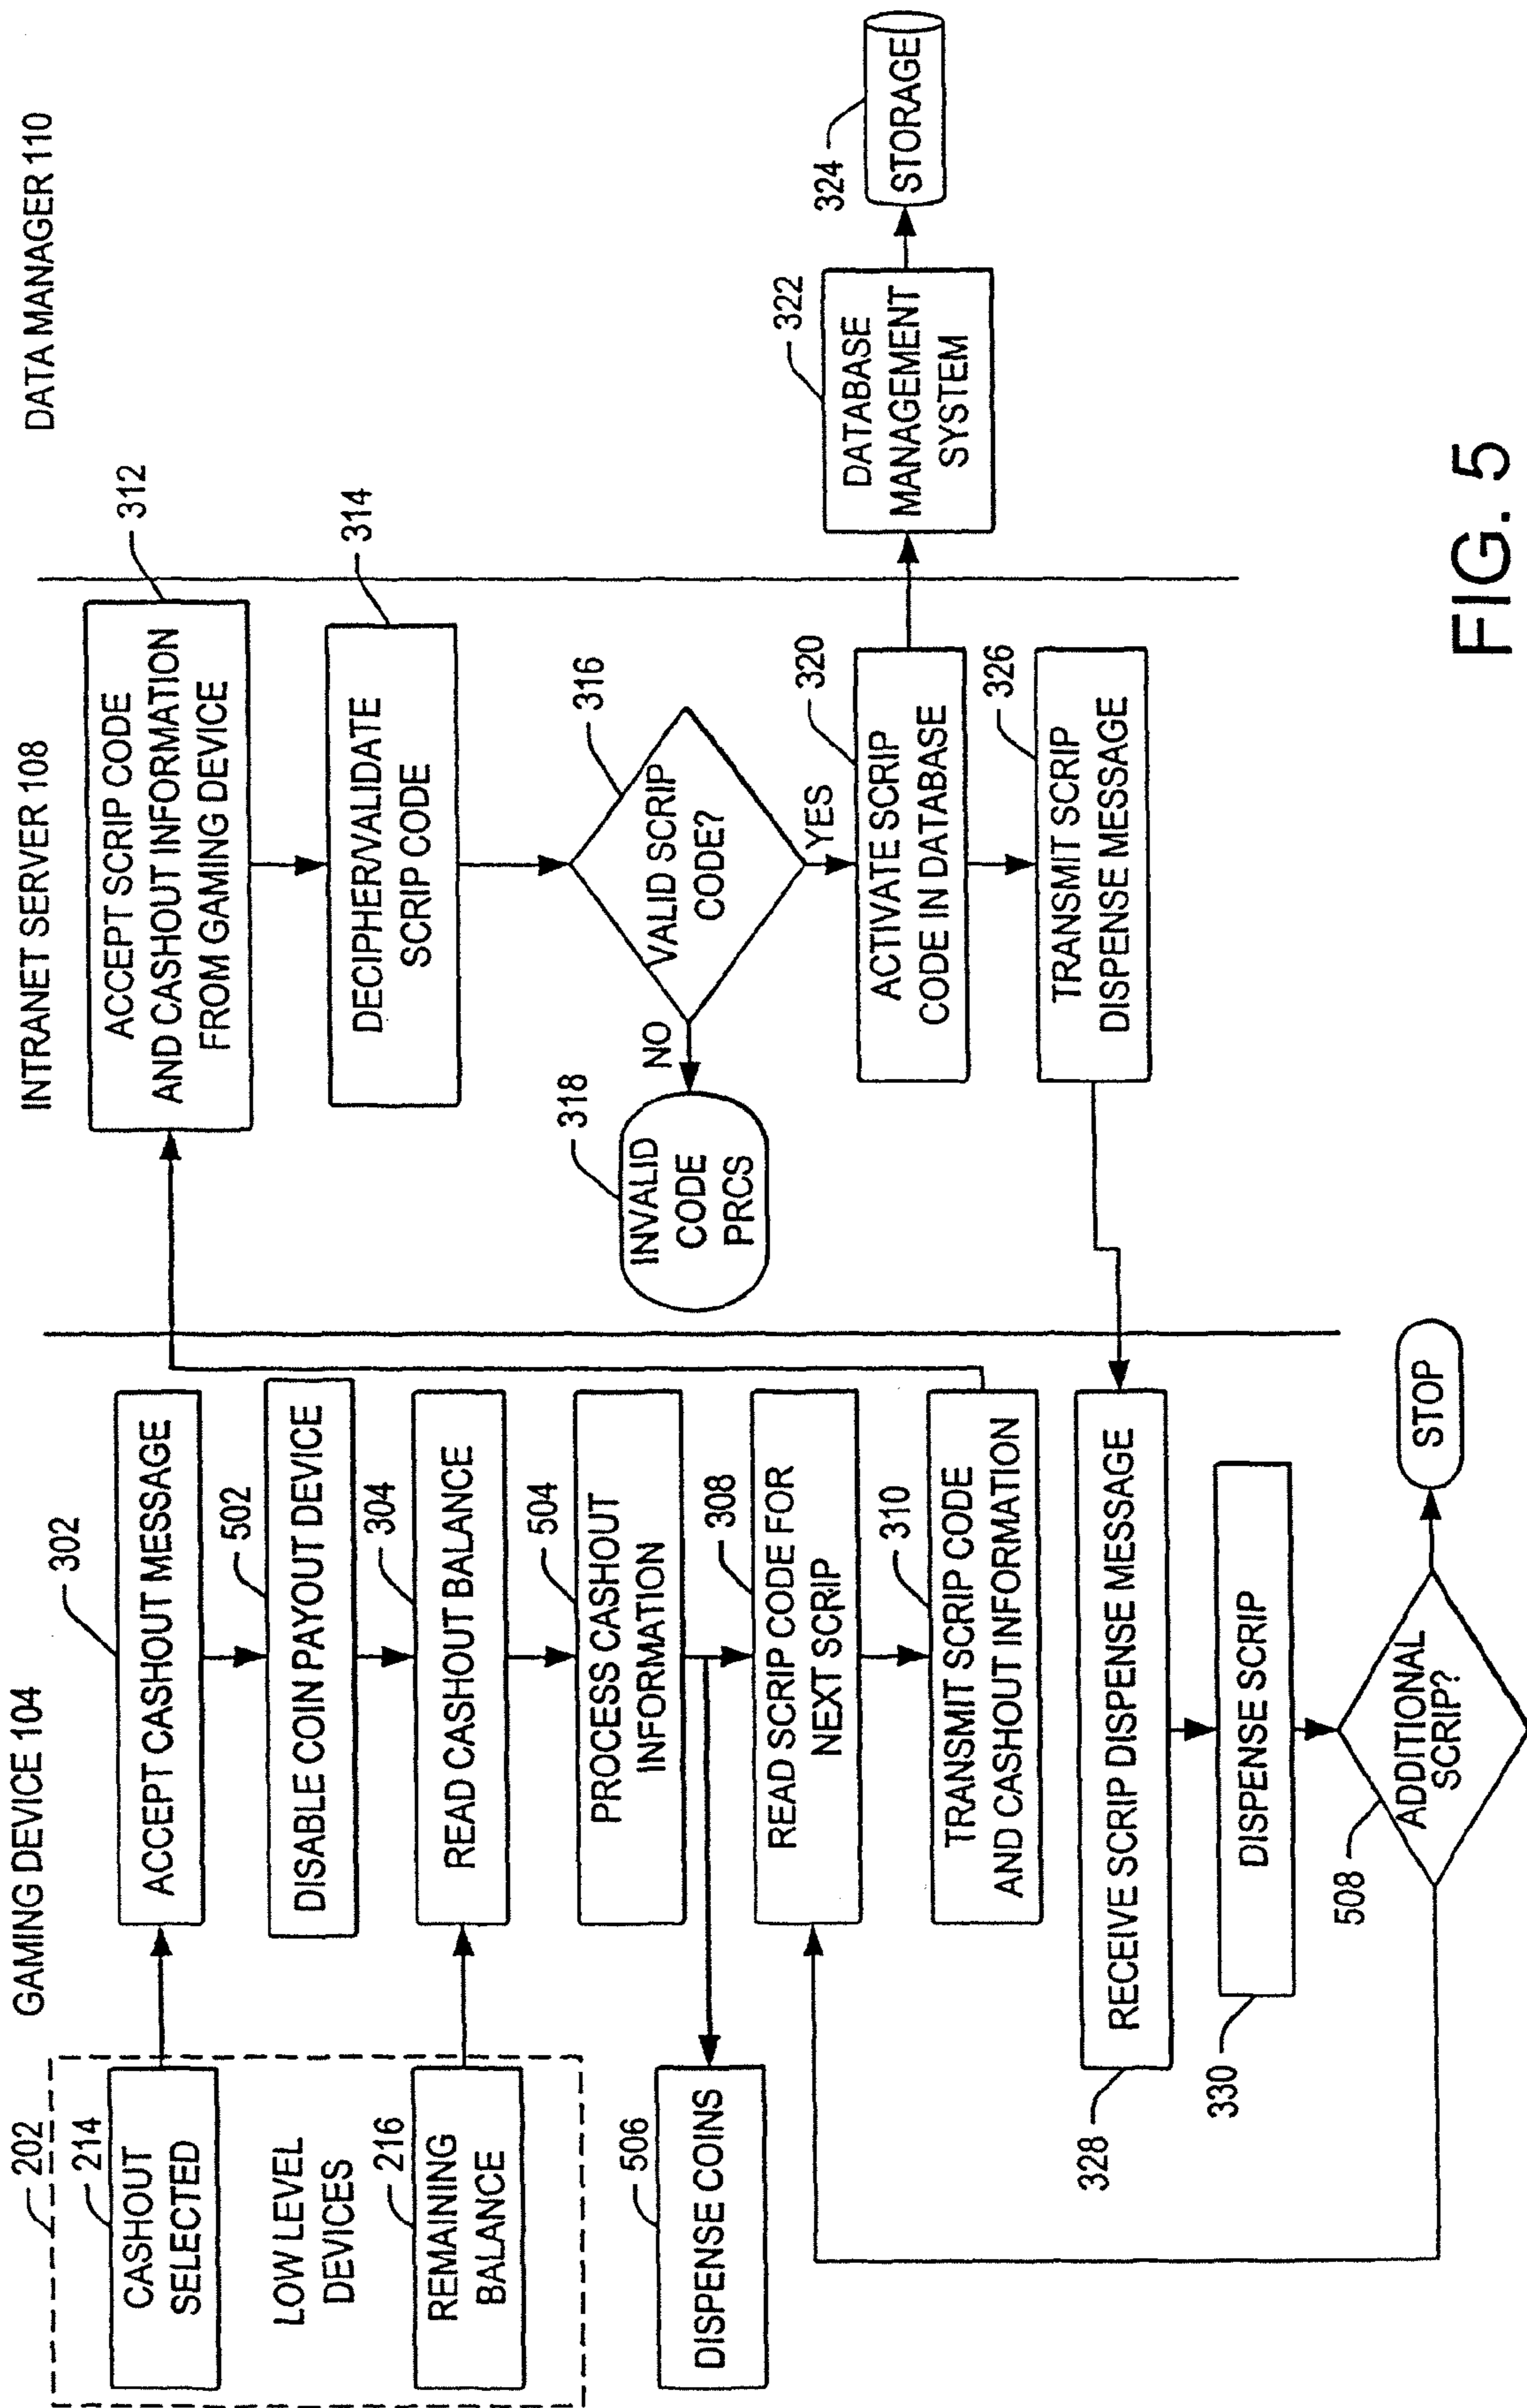 GAMING DEVICE 104
INTRANET SERVER 108
DATA MANAGER 110
202
214
CASHOUT
SELECTED
LOW LEVEL
DEVICES
216
REMAINING
BALANCE
302
ACCEPT CASHOUT MESSAGE
502
DISABLE COIN PAYOUT DEVICE
304
READ CASHOUT BALANCE
504
PROCESS CASHOUT
INFORMATION
506
DISPENSE COINS
308
READ SCRIP CODE FOR
NEXT SCRIP
310
TRANSMIT SCRIP CODE
AND CASHOUT INFORMATION
312
ACCEPT SCRIP CODE
AND CASHOUT INFORMATION
FROM GAMING DEVICE
314
DECIPHER/VALIDATE
SCRIP CODE
316
VALID SCRIP
CODE?
NO
YES
318
INVALID
CODE
PRCS
320
ACTIVATE SCRIP
CODE IN DATABASE
322
DATABASE
MANAGEMENT
SYSTEM
324
STORAGE
326
TRANSMIT SCRIP
DISPENSE MESSAGE
328
RECEIVE SCRIP DISPENSE MESSAGE
330
DISPENSE SCRIP
508
ADDITIONAL
SCRIP?
STOP
FIG. 5